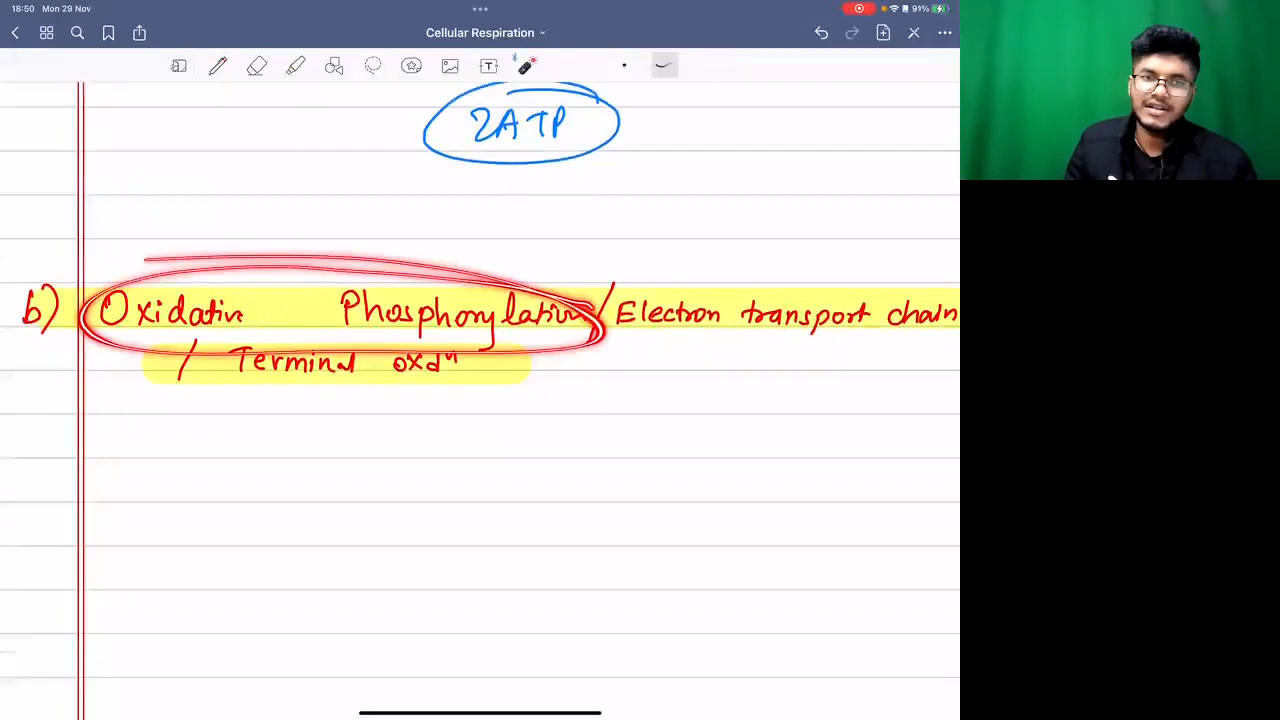 18:50 Mon 29 Nov
91%
Cellular Respiration
T
2ATP
b) Oxidative Phosphorylation / Electron transport chain
/ Terminal oxdⁿ